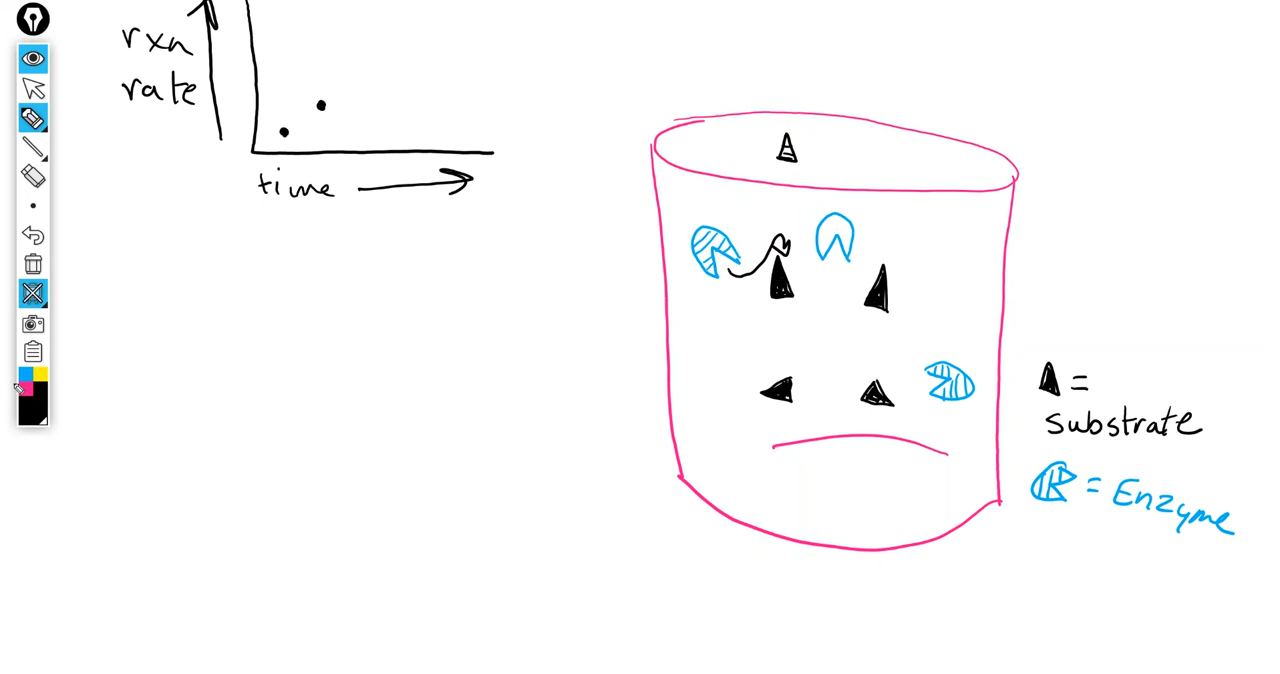 rxn
rate
time
=
substrate
= Enzyme